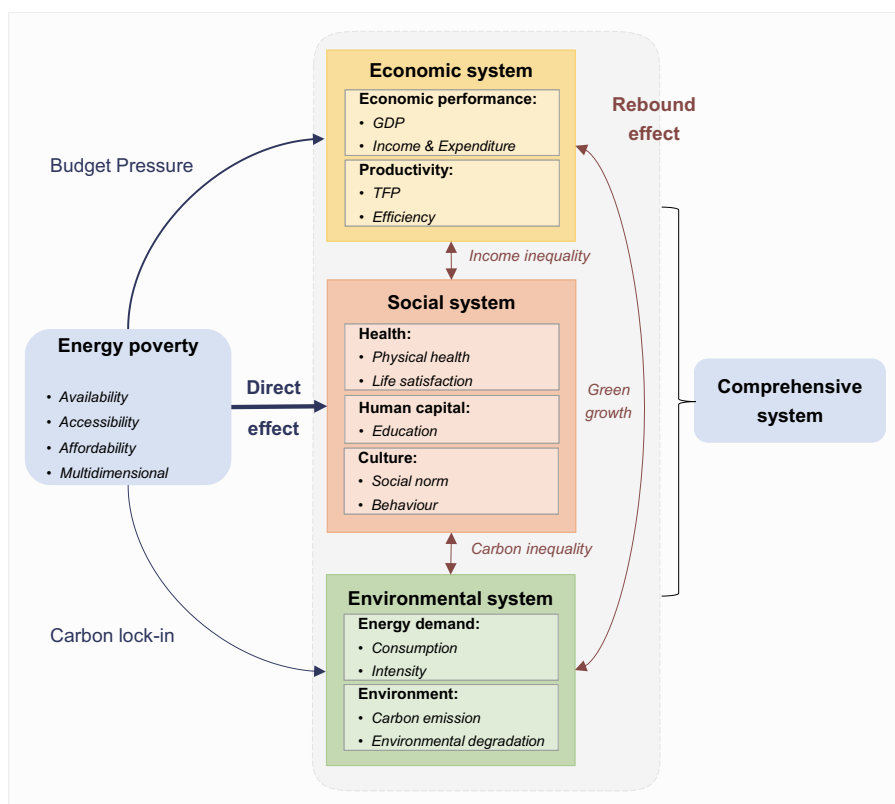 Economic system
Economic performance:
• GDP
• Income & Expenditure
Productivity:
• TFP
• Efficiency
Rebound
effect
Budget Pressure
Income inequality
Social system
Health:
• Physical health
• Life satisfaction
Human capital:
• Education
Culture:
• Social norm
• Behaviour
Energy poverty
• Availability
• Accessibility
• Affordability
• Multidimensional
Direct
effect
Green
growth
Comprehensive
system
Carbon inequality
Carbon lock-in
Environmental system
Energy demand:
• Consumption
• Intensity
Environment:
• Carbon emission
• Environmental degradation